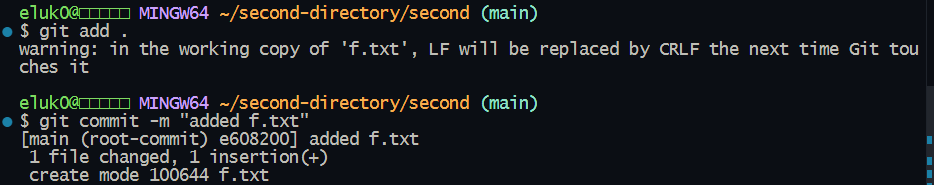 eluk0@□□□□□ MINGW64 ~/second-directory/second (main)
$ git add .
warning: in the working copy of 'f.txt', LF will be replaced by CRLF the next time Git tou
ches it
eluk0@□□□□□ MINGW64 ~/second-directory/second (main)
$ git commit -m "added f.txt"
[main (root-commit) e608200] added f.txt
 1 file changed, 1 insertion(+)
 create mode 100644 f.txt